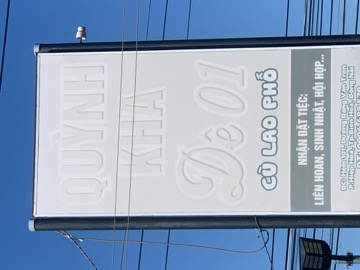 QUỲNH
KHA
Dê 01
CÙ LAO PHỐ
NHẬN ĐẶT TIỆC:
LIÊN HOAN, SINH NHẬT, HỘI HỌP...